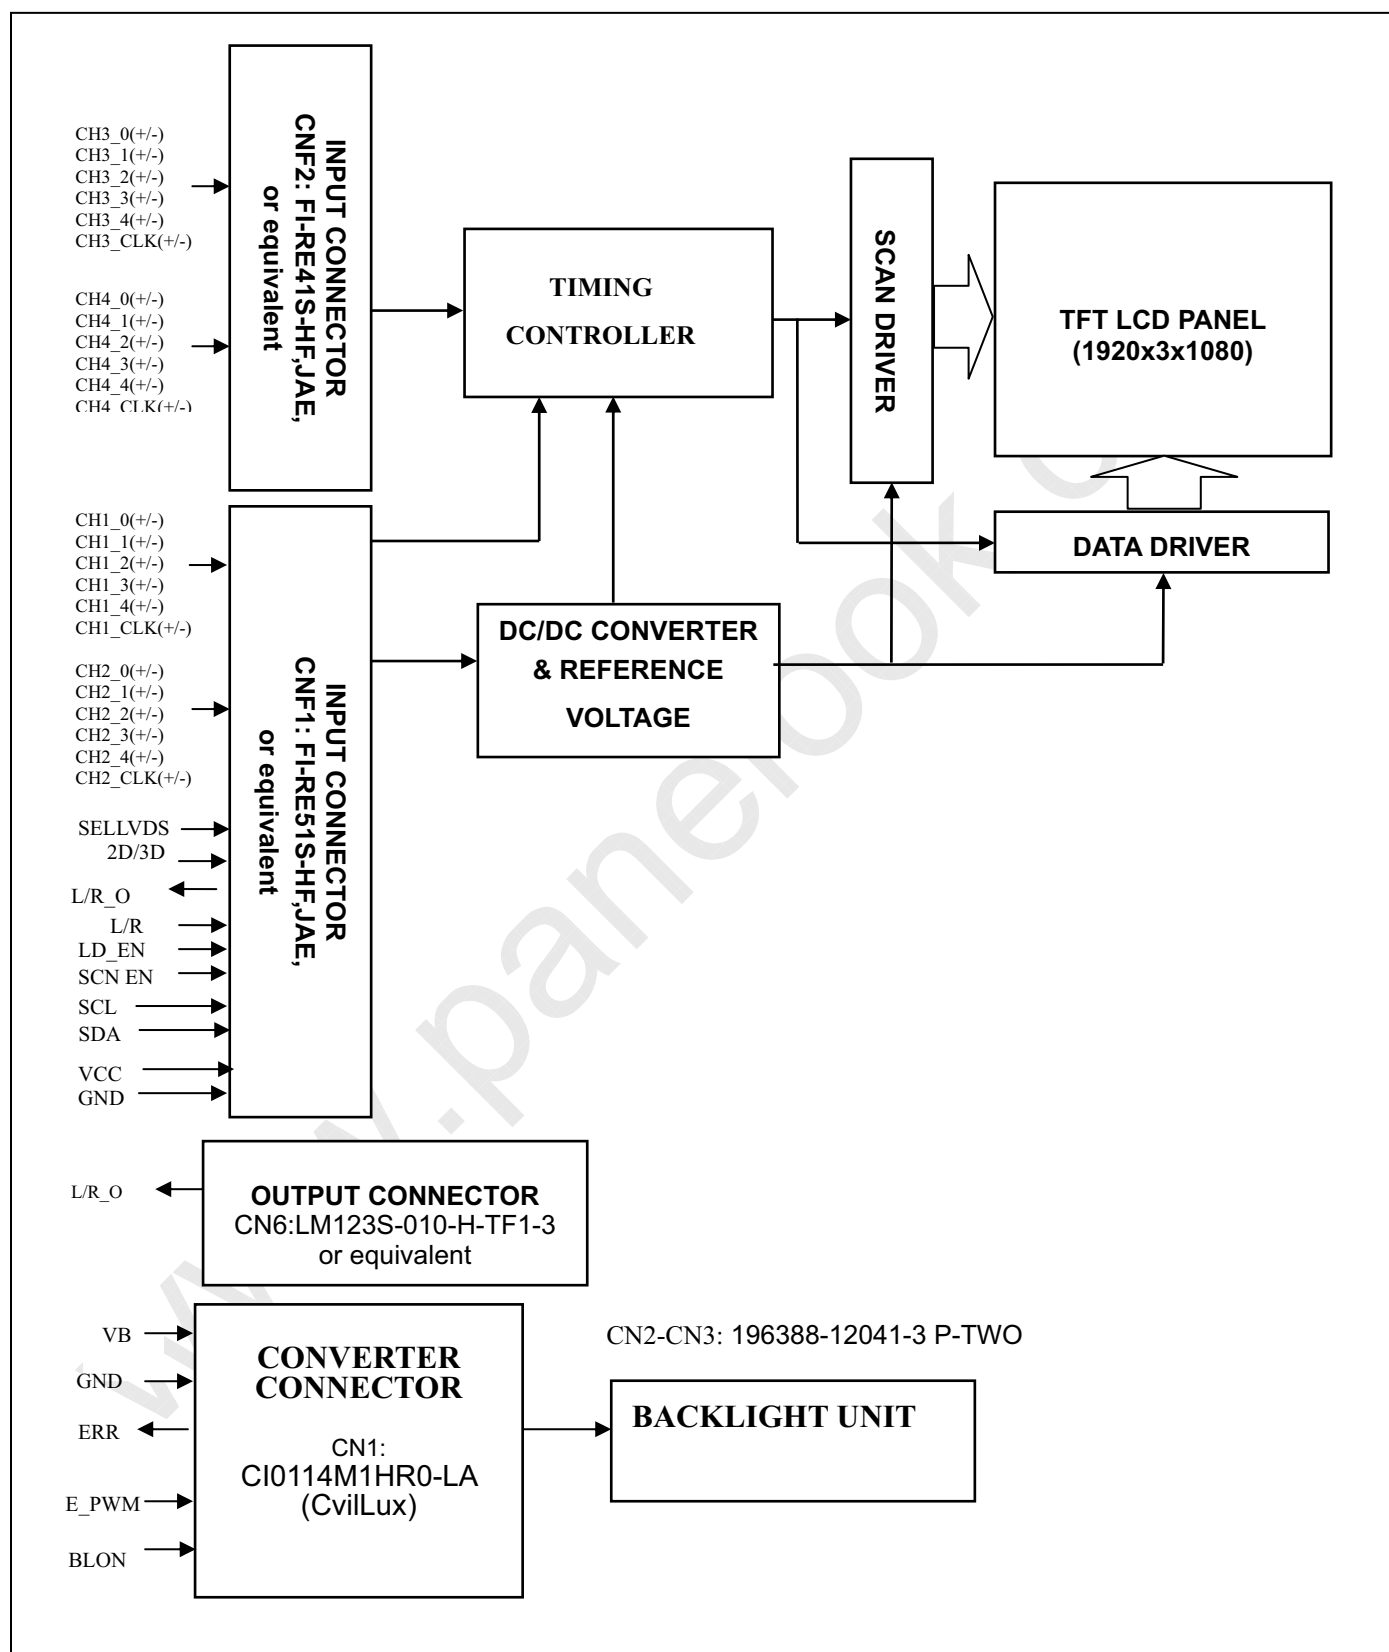 CH3_0(+/-)
CH3_1(+/-)
CH3_2(+/-)
CH3_3(+/-)
CH3_4(+/-)
CH3_CLK(+/-)
CH4_0(+/-)
CH4_1(+/-)
CH4_2(+/-)
CH4_3(+/-)
CH4_4(+/-)
CH4_CLK(+/-)
INPUT CONNECTOR
CNF2: FI-RE41S-HF,JAE,
or equivalent
TIMING
CONTROLLER
SCAN DRIVER
TFT LCD PANEL
(1920x3x1080)
DATA DRIVER
CH1_0(+/-)
CH1_1(+/-)
CH1_2(+/-)
CH1_3(+/-)
CH1_4(+/-)
CH1_CLK(+/-)
CH2_0(+/-)
CH2_1(+/-)
CH2_2(+/-)
CH2_3(+/-)
CH2_4(+/-)
CH2_CLK(+/-)
SELLVDS
2D/3D
L/R_O
L/R
LD_EN
SCN EN
SCL
SDA
VCC
GND
INPUT CONNECTOR
CNF1: FI-RE51S-HF,JAE,
or equivalent
DC/DC CONVERTER
& REFERENCE
VOLTAGE
L/R_O
OUTPUT CONNECTOR
CN6:LM123S-010-H-TF1-3
or equivalent
VB
GND
ERR
E_PWM
BLON
CONVERTER
CONNECTOR
CN1:
CI0114M1HR0-LA
(CvilLux)
CN2-CN3: 196388-12041-3 P-TWO
BACKLIGHT UNIT
www.panelook.c